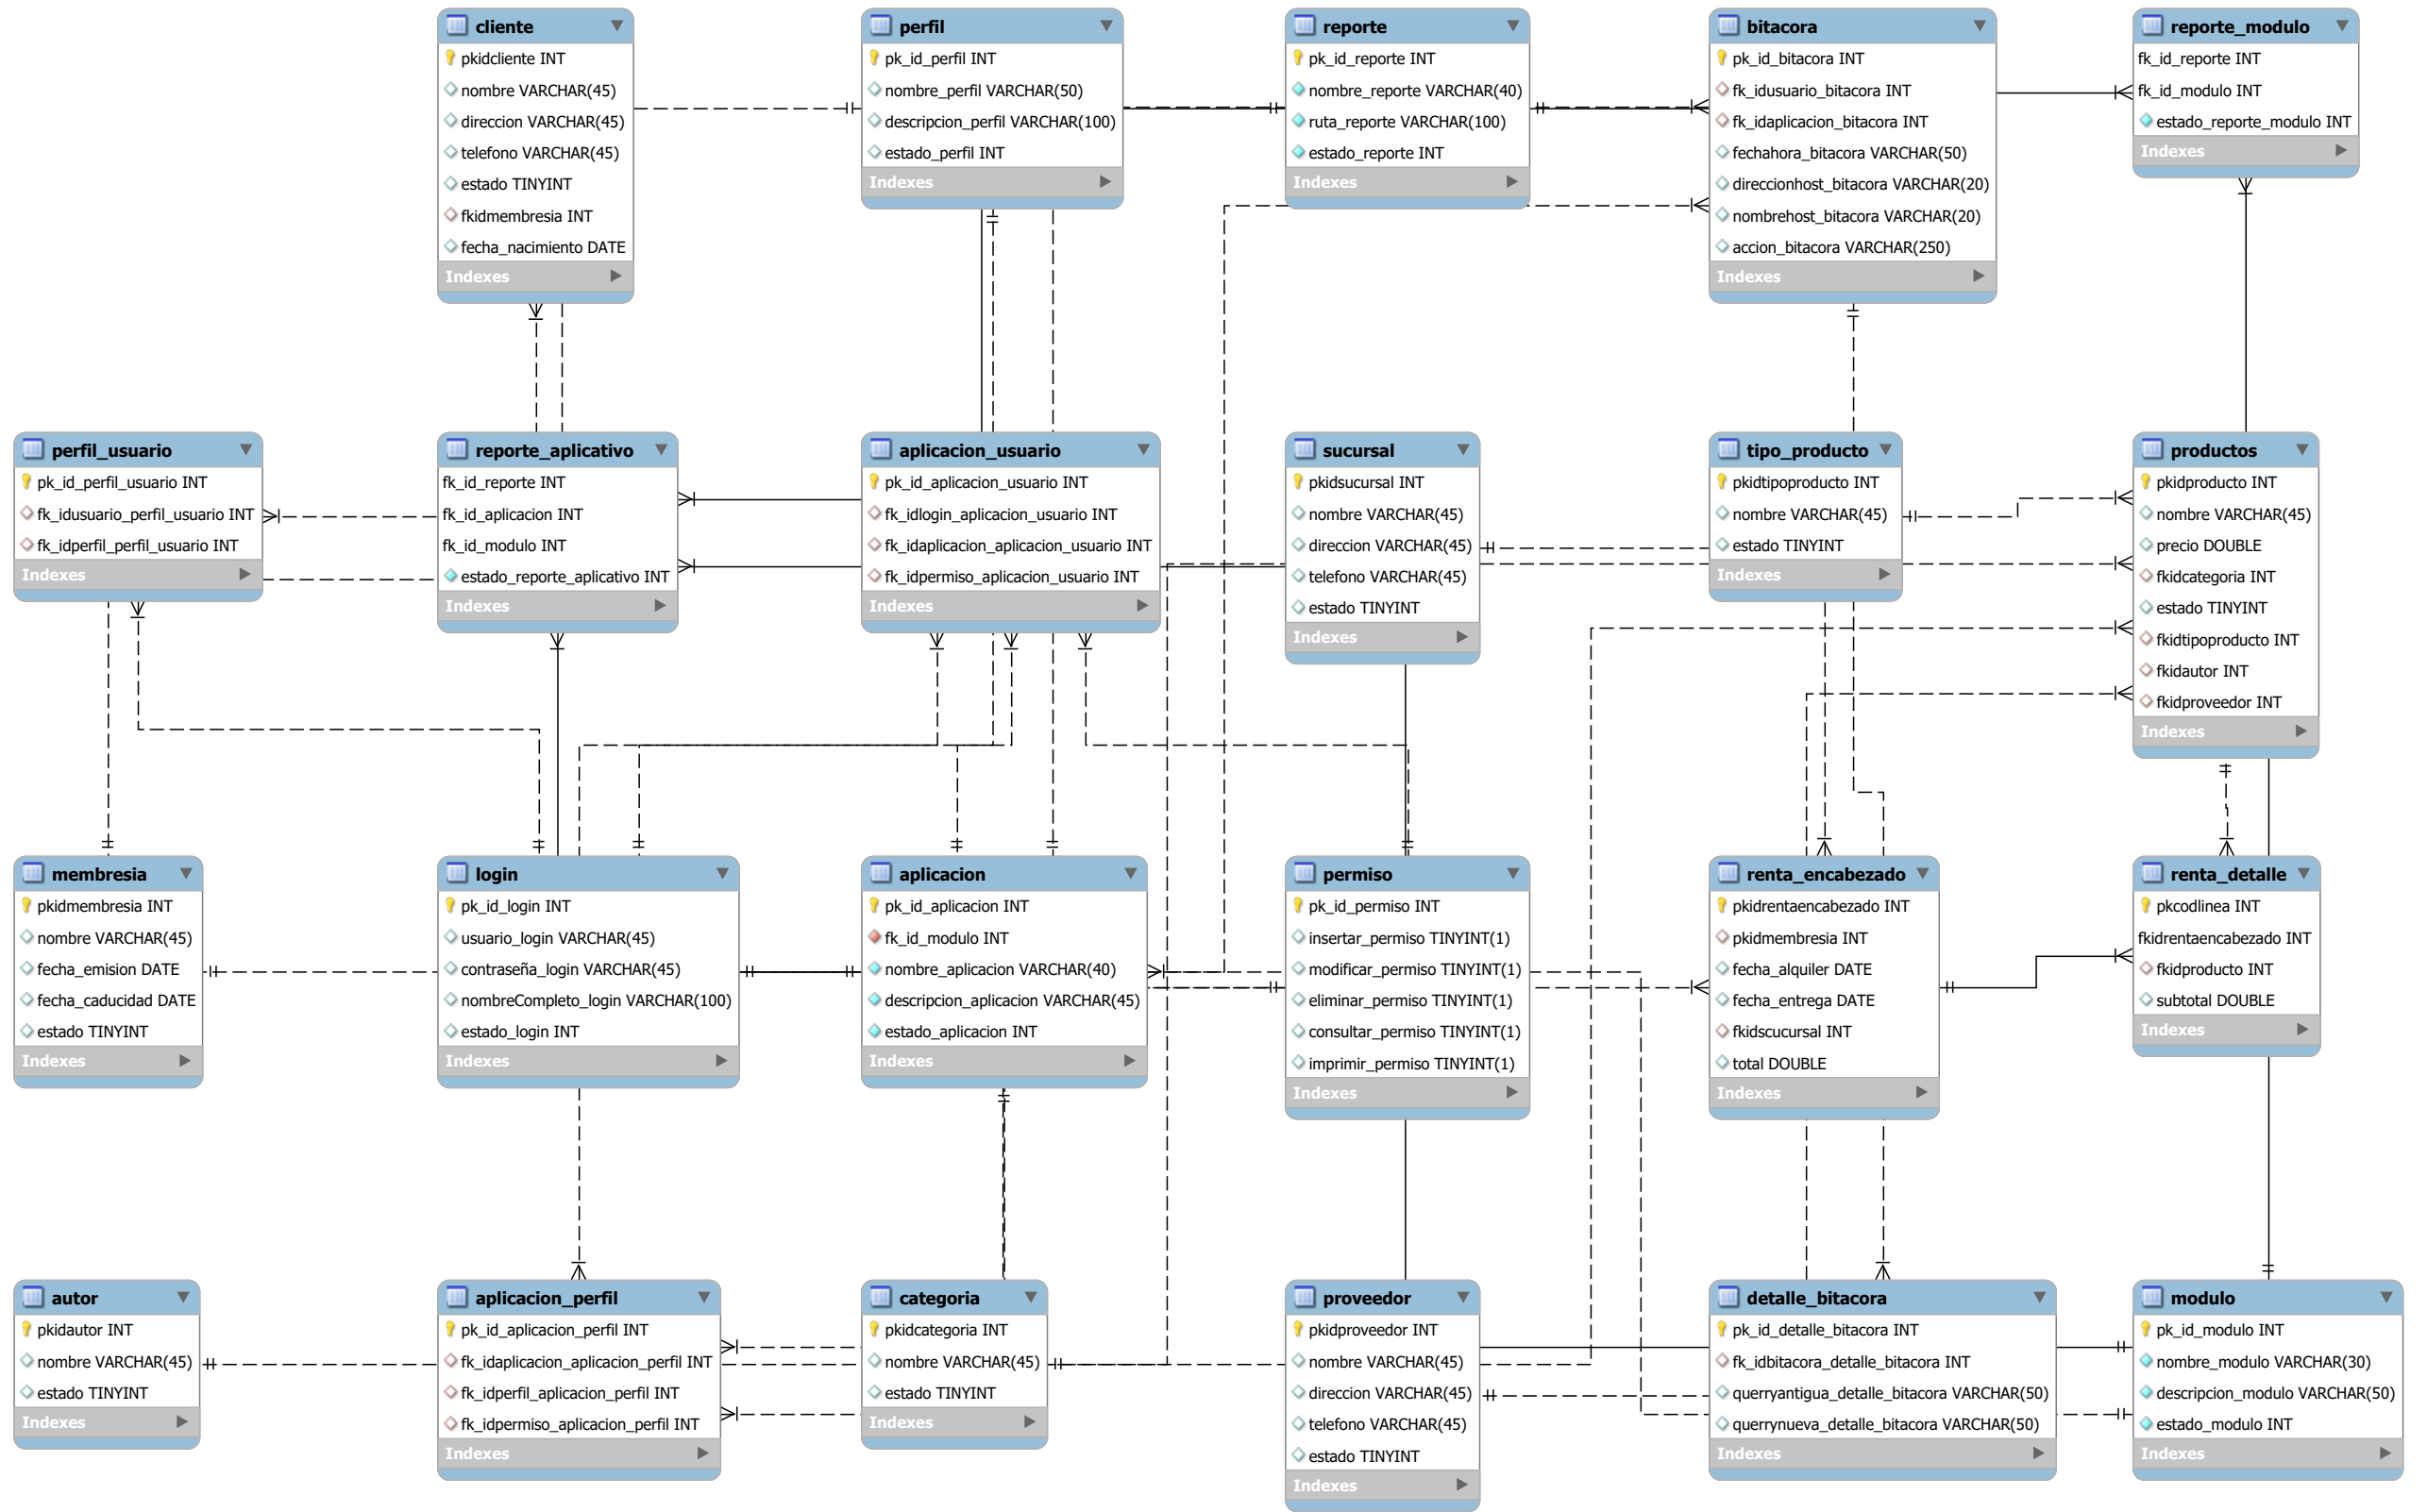 cliente
pkidcliente INT
nombre VARCHAR(45)
direccion VARCHAR(45)
telefono VARCHAR(45)
estado TINYINT
fkidmembresia INT
fecha_nacimiento DATE
Indexes
perfil
pk_id_perfil INT
nombre_perfil VARCHAR(50)
descripcion_perfil VARCHAR(100)
estado_perfil INT
Indexes
reporte
pk_id_reporte INT
nombre_reporte VARCHAR(40)
ruta_reporte VARCHAR(100)
estado_reporte INT
Indexes
bitacora
pk_id_bitacora INT
fk_idusuario_bitacora INT
fk_idaplicacion_bitacora INT
fechahora_bitacora VARCHAR(50)
direccionhost_bitacora VARCHAR(20)
nombrehost_bitacora VARCHAR(20)
accion_bitacora VARCHAR(250)
Indexes
reporte_modulo
fk_id_reporte INT
fk_id_modulo INT
estado_reporte_modulo INT
Indexes
perfil_usuario
pk_id_perfil_usuario INT
fk_idusuario_perfil_usuario INT
fk_idperfil_perfil_usuario INT
Indexes
reporte_aplicativo
fk_id_reporte INT
fk_id_aplicacion INT
fk_id_modulo INT
estado_reporte_aplicativo INT
Indexes
aplicacion_usuario
pk_id_aplicacion_usuario INT
fk_idlogin_aplicacion_usuario INT
fk_idaplicacion_aplicacion_usuario INT
fk_idpermiso_aplicacion_usuario INT
Indexes
sucursal
pkidsucursal INT
nombre VARCHAR(45)
direccion VARCHAR(45)
telefono VARCHAR(45)
estado TINYINT
Indexes
tipo_producto
pkidtipoproducto INT
nombre VARCHAR(45)
estado TINYINT
Indexes
productos
pkidproducto INT
nombre VARCHAR(45)
precio DOUBLE
fkidcategoria INT
estado TINYINT
fkidtipoproducto INT
fkidautor INT
fkidproveedor INT
Indexes
membresia
pkidmembresia INT
nombre VARCHAR(45)
fecha_emision DATE
fecha_caducidad DATE
estado TINYINT
Indexes
login
pk_id_login INT
usuario_login VARCHAR(45)
contraseña_login VARCHAR(45)
nombreCompleto_login VARCHAR(100)
estado_login INT
Indexes
aplicacion
pk_id_aplicacion INT
fk_id_modulo INT
nombre_aplicacion VARCHAR(40)
descripcion_aplicacion VARCHAR(45)
estado_aplicacion INT
Indexes
permiso
pk_id_permiso INT
insertar_permiso TINYINT(1)
modificar_permiso TINYINT(1)
eliminar_permiso TINYINT(1)
consultar_permiso TINYINT(1)
imprimir_permiso TINYINT(1)
Indexes
renta_encabezado
pkidrentaencabezado INT
pkidmembresia INT
fecha_alquiler DATE
fecha_entrega DATE
fkidscucursal INT
total DOUBLE
Indexes
renta_detalle
pkcodlinea INT
fkidrentaencabezado INT
fkidproducto INT
subtotal DOUBLE
Indexes
autor
pkidautor INT
nombre VARCHAR(45)
estado TINYINT
Indexes
aplicacion_perfil
pk_id_aplicacion_perfil INT
fk_idaplicacion_aplicacion_perfil INT
fk_idperfil_aplicacion_perfil INT
fk_idpermiso_aplicacion_perfil INT
Indexes
categoria
pkidcategoria INT
nombre VARCHAR(45)
estado TINYINT
Indexes
proveedor
pkidproveedor INT
nombre VARCHAR(45)
direccion VARCHAR(45)
telefono VARCHAR(45)
estado TINYINT
Indexes
detalle_bitacora
pk_id_detalle_bitacora INT
fk_idbitacora_detalle_bitacora INT
querryantigua_detalle_bitacora VARCHAR(50)
querrynueva_detalle_bitacora VARCHAR(50)
Indexes
modulo
pk_id_modulo INT
nombre_modulo VARCHAR(30)
descripcion_modulo VARCHAR(50)
estado_modulo INT
Indexes